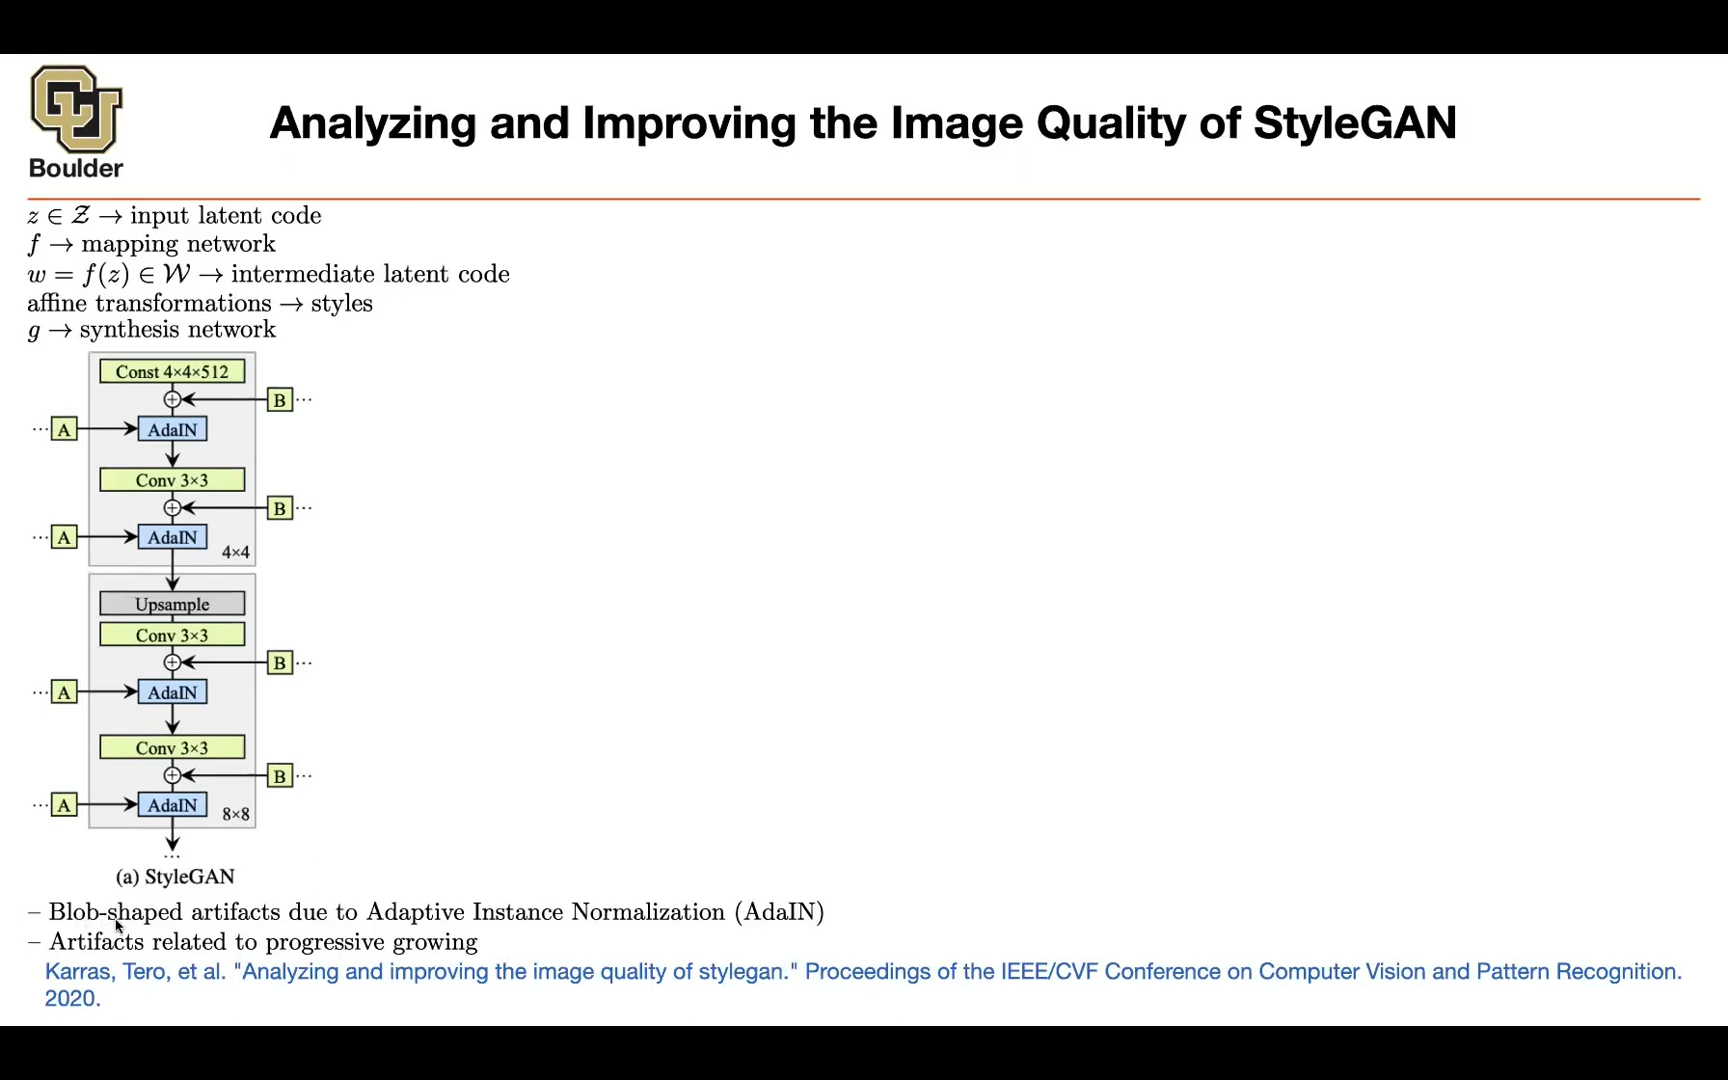 Boulder
Analyzing and Improving the Image Quality of StyleGAN
z ∈ 𝒵 → input latent code
f → mapping network
w = f(z) ∈ 𝒲 → intermediate latent code
affine transformations → styles
g → synthesis network
Const 4×4×512
B ...
... A AdaIN
Conv 3×3
B ...
... A AdaIN
4×4
Upsample
Conv 3×3
B ...
... A AdaIN
Conv 3×3
B ...
... A AdaIN
8×8
...
(a) StyleGAN
– Blob-shaped artifacts due to Adaptive Instance Normalization (AdaIN)
– Artifacts related to progressive growing
Karras, Tero, et al. "Analyzing and improving the image quality of stylegan." Proceedings of the IEEE/CVF Conference on Computer Vision and Pattern Recognition.
2020.